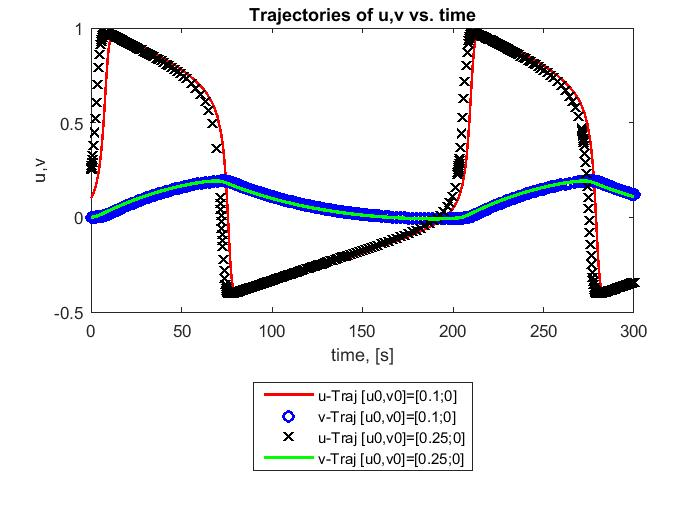 Trajectories of u,v vs. time
1
0.5
0
-0.5
u,v
0 50 100 150 200 250 300
time, [s]
u-Traj [u0,v0]=[0.1;0]
v-Traj [u0,v0]=[0.1;0]
u-Traj [u0,v0]=[0.25;0]
v-Traj [u0,v0]=[0.25;0]